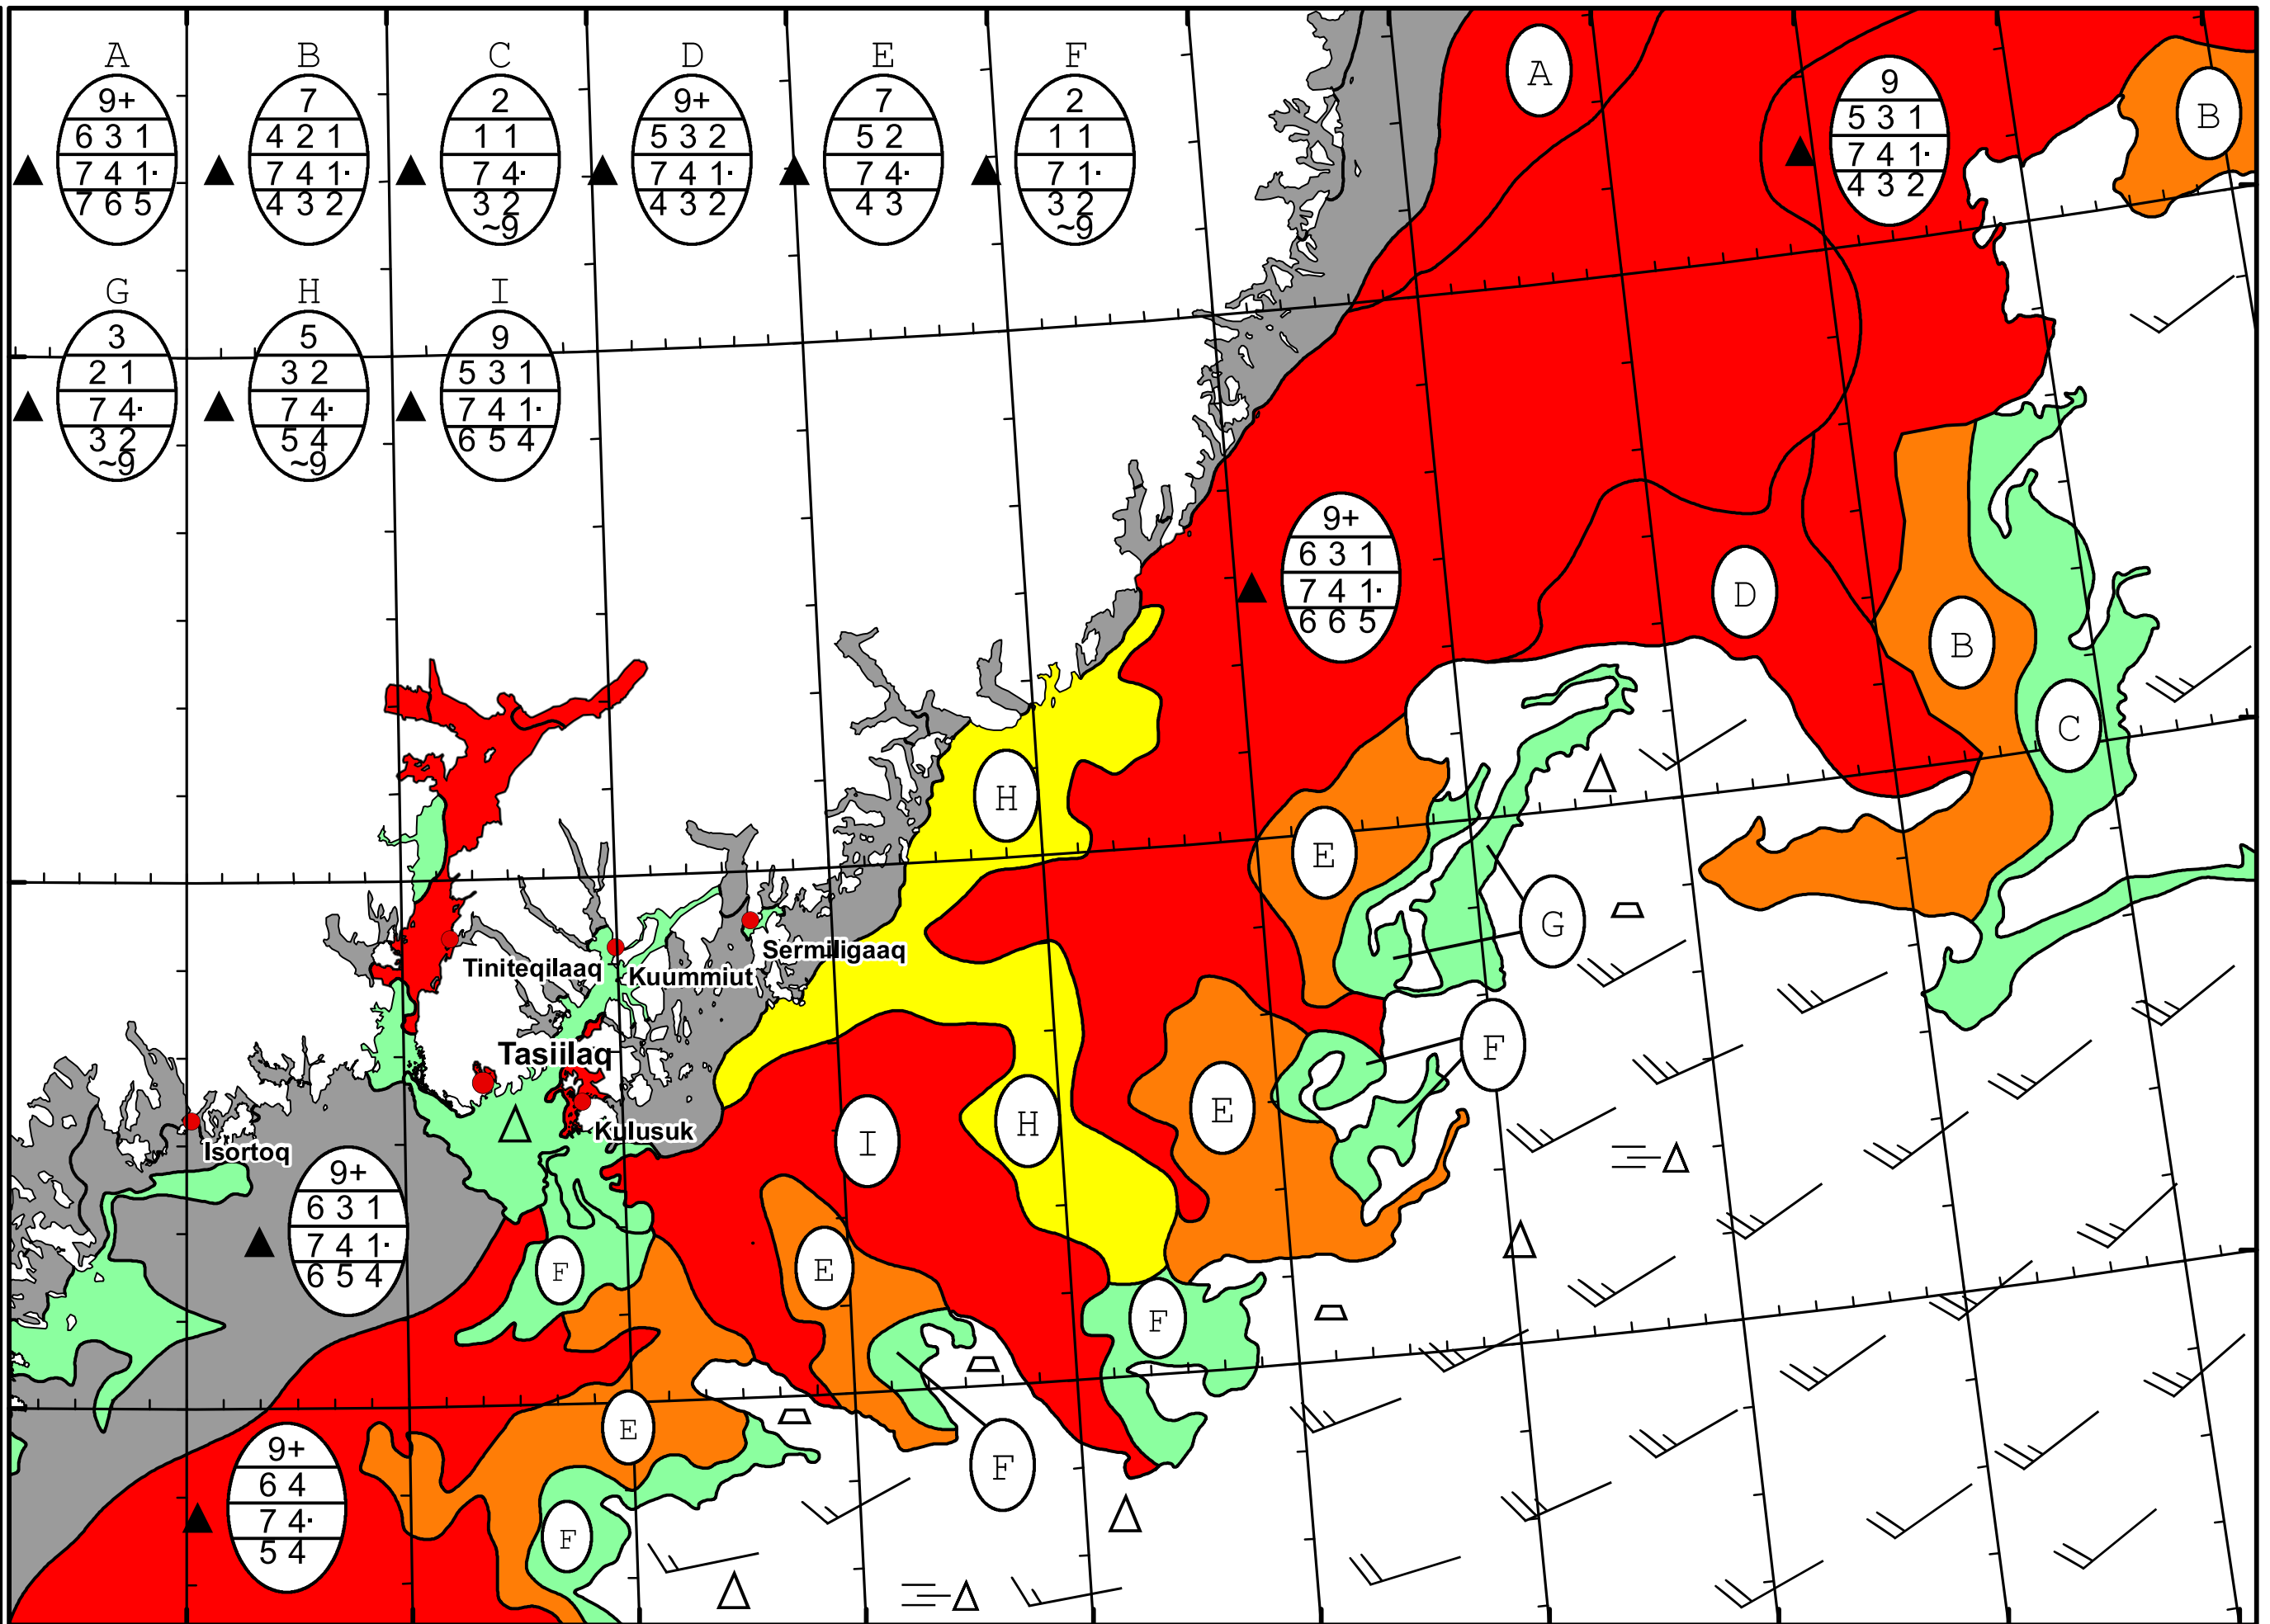 A B C D E F
9+
6 3 1
7 4 1·
7 6 5
7
4 2 1
7 4 1·
4 3 2
2
1 1
7 4·
3 2
~9
9+
5 3 2
7 4 1·
4 3 2
7
5 2
7 4·
4 3
2
1 1
7 1·
3 2
~9
G H I
3
2 1
7 4·
3 2
~9
5
3 2
7 4·
5 4
~9
9
5 3 1
7 4 1·
6 5 4
A
9
5 3 1
7 4 1·
4 3 2
B
9+
6 3 1
7 4 1·
6 6 5
D
B
C
H
E
G
Sermiligaaq
Tiniteqilaaq
Kuummiut
F
Tasiilaq
E
H
I
Kulusuk
Isortoq
9+
6 3 1
7 4 1·
6 5 4
F
E
F
E
F
9+
6 4
7 4·
5 4
F